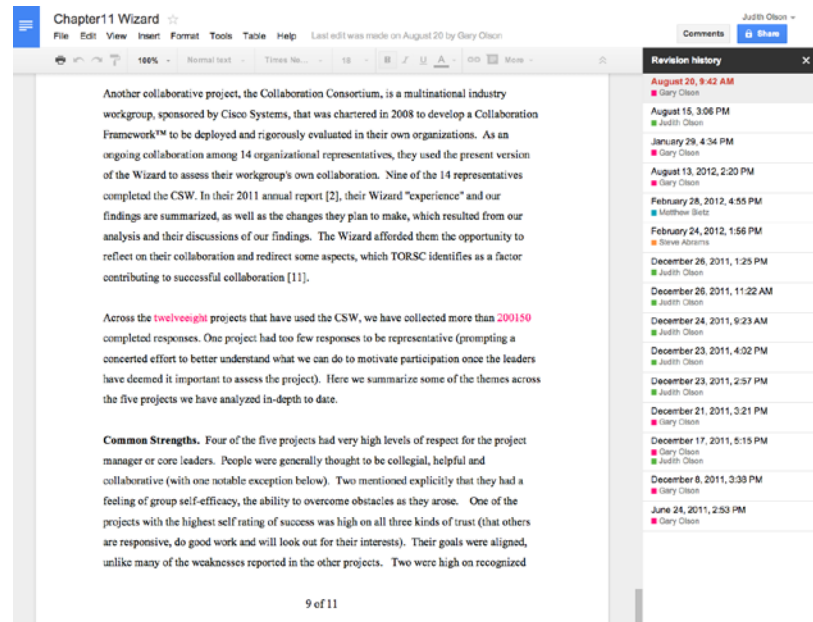 Chapter11 Wizard
Judith Olson
File Edit View Insert Format Tools Table Help Last edit was made on August 20 by Gary Olson
Comments Share
100% Normal text Times Ne... 18 B I U A More
Revision history
Another collaborative project, the Collaboration Consortium, is a multinational industry
workgroup, sponsored by Cisco Systems, that was chartered in 2008 to develop a Collaboration
Framework™ to be deployed and rigorously evaluated in their own organizations. As an
ongoing collaboration among 14 organizational representatives, they used the present version
of the Wizard to assess their workgroup's own collaboration. Nine of the 14 representatives
completed the CSW. In their 2011 annual report [2], their Wizard "experience" and our
findings are summarized, as well as the changes they plan to make, which resulted from our
analysis and their discussions of our findings. The Wizard afforded them the opportunity to
reflect on their collaboration and redirect some aspects, which TORSC identifies as a factor
contributing to successful collaboration [11].
Across the twelveeight projects that have used the CSW, we have collected more than 200150
completed responses. One project had too few responses to be representative (prompting a
concerted effort to better understand what we can do to motivate participation once the leaders
have deemed it important to assess the project). Here we summarize some of the themes across
the five projects we have analyzed in-depth to date.
Common Strengths. Four of the five projects had very high levels of respect for the project
manager or core leaders. People were generally thought to be collegial, helpful and
collaborative (with one notable exception below). Two mentioned explicitly that they had a
feeling of group self-efficacy, the ability to overcome obstacles as they arose. One of the
projects with the highest self rating of success was high on all three kinds of trust (that others
are responsive, do good work and will look out for their interests). Their goals were aligned,
unlike many of the weaknesses reported in the other projects. Two were high on recognized
9 of 11
August 20, 9:42 AM
Gary Olson
August 15, 3:06 PM
Judith Olson
January 29, 4:34 PM
Gary Olson
August 13, 2012, 2:20 PM
Gary Olson
February 28, 2012, 4:55 PM
Matthew Bietz
February 24, 2012, 1:56 PM
Steve Abrams
December 26, 2011, 1:25 PM
Judith Olson
December 26, 2011, 11:22 AM
Judith Olson
December 24, 2011, 9:23 AM
Judith Olson
December 23, 2011, 4:02 PM
Judith Olson
December 23, 2011, 2:57 PM
Judith Olson
December 21, 2011, 3:21 PM
Gary Olson
December 17, 2011, 5:15 PM
Gary Olson
Judith Olson
December 8, 2011, 3:38 PM
Gary Olson
June 24, 2011, 2:53 PM
Gary Olson